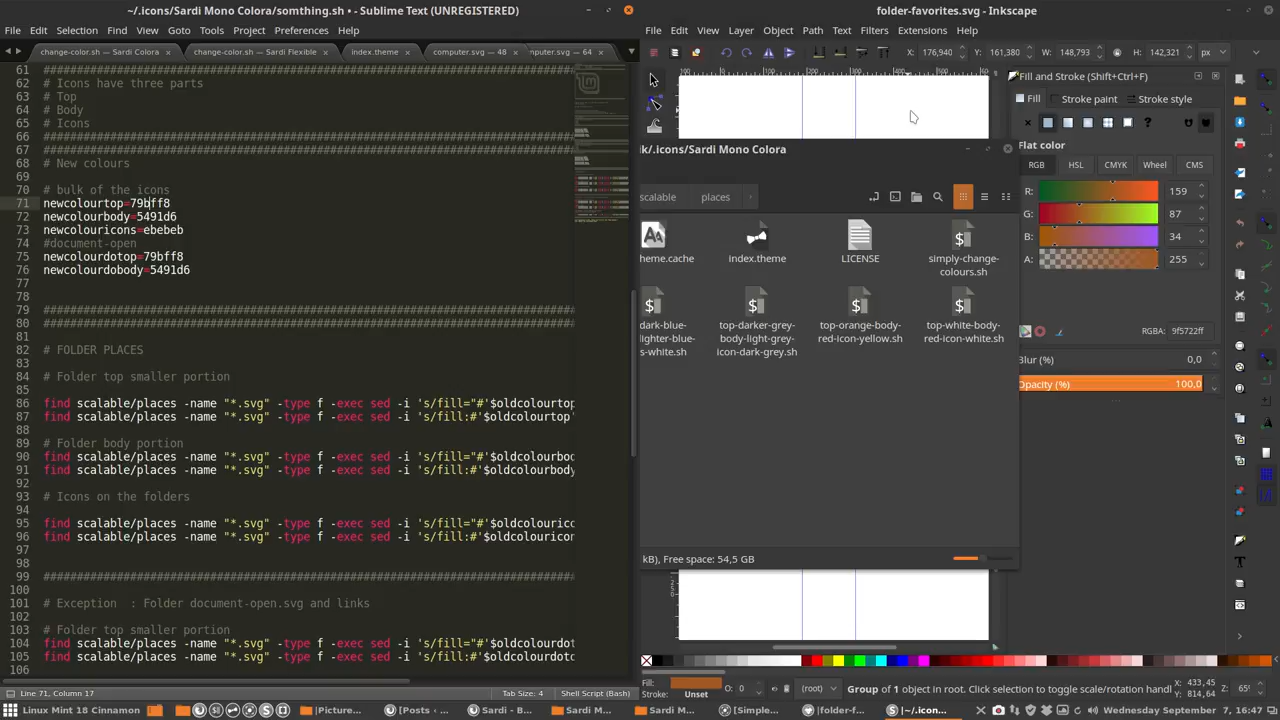 ~/.icons/Sardi Mono Colora/somthing.sh • - Sublime Text (UNREGISTERED)
File Edit Selection Find View Goto Tools Project Preferences Help
change-color.sh — Sardi Colora × change-color.sh — Sardi Flexible × index.theme × computer.svg — 48 × mputer.svg — 64 ×
61 ####
62 # Icons have three parts
63 # Top
64 # Body
65 # Icons
66 ####
67 ####
68 # New colours
69
70 # bulk of the icons
71 newcolourtop=79bff8
72 newcolourbody=5491d6
73 newcolouricons=ebebeb
74 #document-open
75 newcolourdotop=79bff8
76 newcolourdobody=5491d6
77
78
79 ####
80 ####
81
82 # FOLDER PLACES
83
84 # Folder top smaller portion
85
86 find scalable/places -name "*.svg" -type f -exec sed -i 's/fill="#'$oldcolourtop
87 find scalable/places -name "*.svg" -type f -exec sed -i 's/fill:#'$oldcolourtop'
88
89 # Folder body portion
90 find scalable/places -name "*.svg" -type f -exec sed -i 's/fill="#'$oldcolourbod
91 find scalable/places -name "*.svg" -type f -exec sed -i 's/fill:#'$oldcolourbody
92
93 # Icons on the folders
94
95 find scalable/places -name "*.svg" -type f -exec sed -i 's/fill="#'$oldcolourico
96 find scalable/places -name "*.svg" -type f -exec sed -i 's/fill:#'$oldcolouricon
97
98
99 ####
100
101 # Exception : Folder document-open.svg and links
102
103 # Folder top smaller portion
104 find scalable/places -name "*.svg" -type f -exec sed -i 's/fill="#'$oldcolourdot
105 find scalable/places -name "*.svg" -type f -exec sed -i 's/fill:#'$oldcolourdotc
106
Line 71, Column 17 Tab Size: 4 Shell Script (Bash)
folder-favorites.svg - Inkscape
File Edit View Layer Object Path Text Filters Extensions Help
X: 176,940 Y: 161,380 W: 148,793 H: 142,321 px
Fill and Stroke (Shift+Ctrl+F)
Fill Stroke paint Stroke style
Flat color
RGB HSL CMYK Wheel CMS
R: 159
G: 87
B: 34
A: 255
RGBA: 9f5722ff
Blur (%) 0,0
Opacity (%) 100,0
ik/.icons/Sardi Mono Colora
scalable places
heme.cache index.theme LICENSE simply-change-
colours.sh
dark-blue-
lighter-blue-
s-white.sh
top-darker-grey-
body-light-grey-
icon-dark-grey.sh
top-orange-body-
red-icon-yellow.sh
top-white-body-
red-icon-white.sh
kB), Free space: 54,5 GB
Fill:
Stroke: Unset
O: 0
(root)
Group of 1 object in root. Click selection to toggle scale/rotation handl
X: 433,45
Y: 814,64
Z: 65%
Linux Mint 18 Cinnamon |Picture... [Posts -... Sardi - B... Sardi M... Sardi M... [Simple... |folder-f... |~/.icon... Wednesday September 7, 16:47